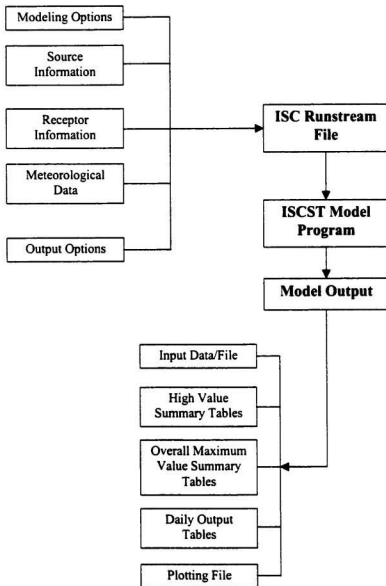 Modeling Options
Source
Information
Receptor
Information
Meteorological
Data
Output Options
ISC Runstream
File
ISCST Model
Program
Model Output
Input Data/File
High Value
Summary Tables
Overall Maximum
Value Summary
Tables
Daily Output
Tables
Plotting File